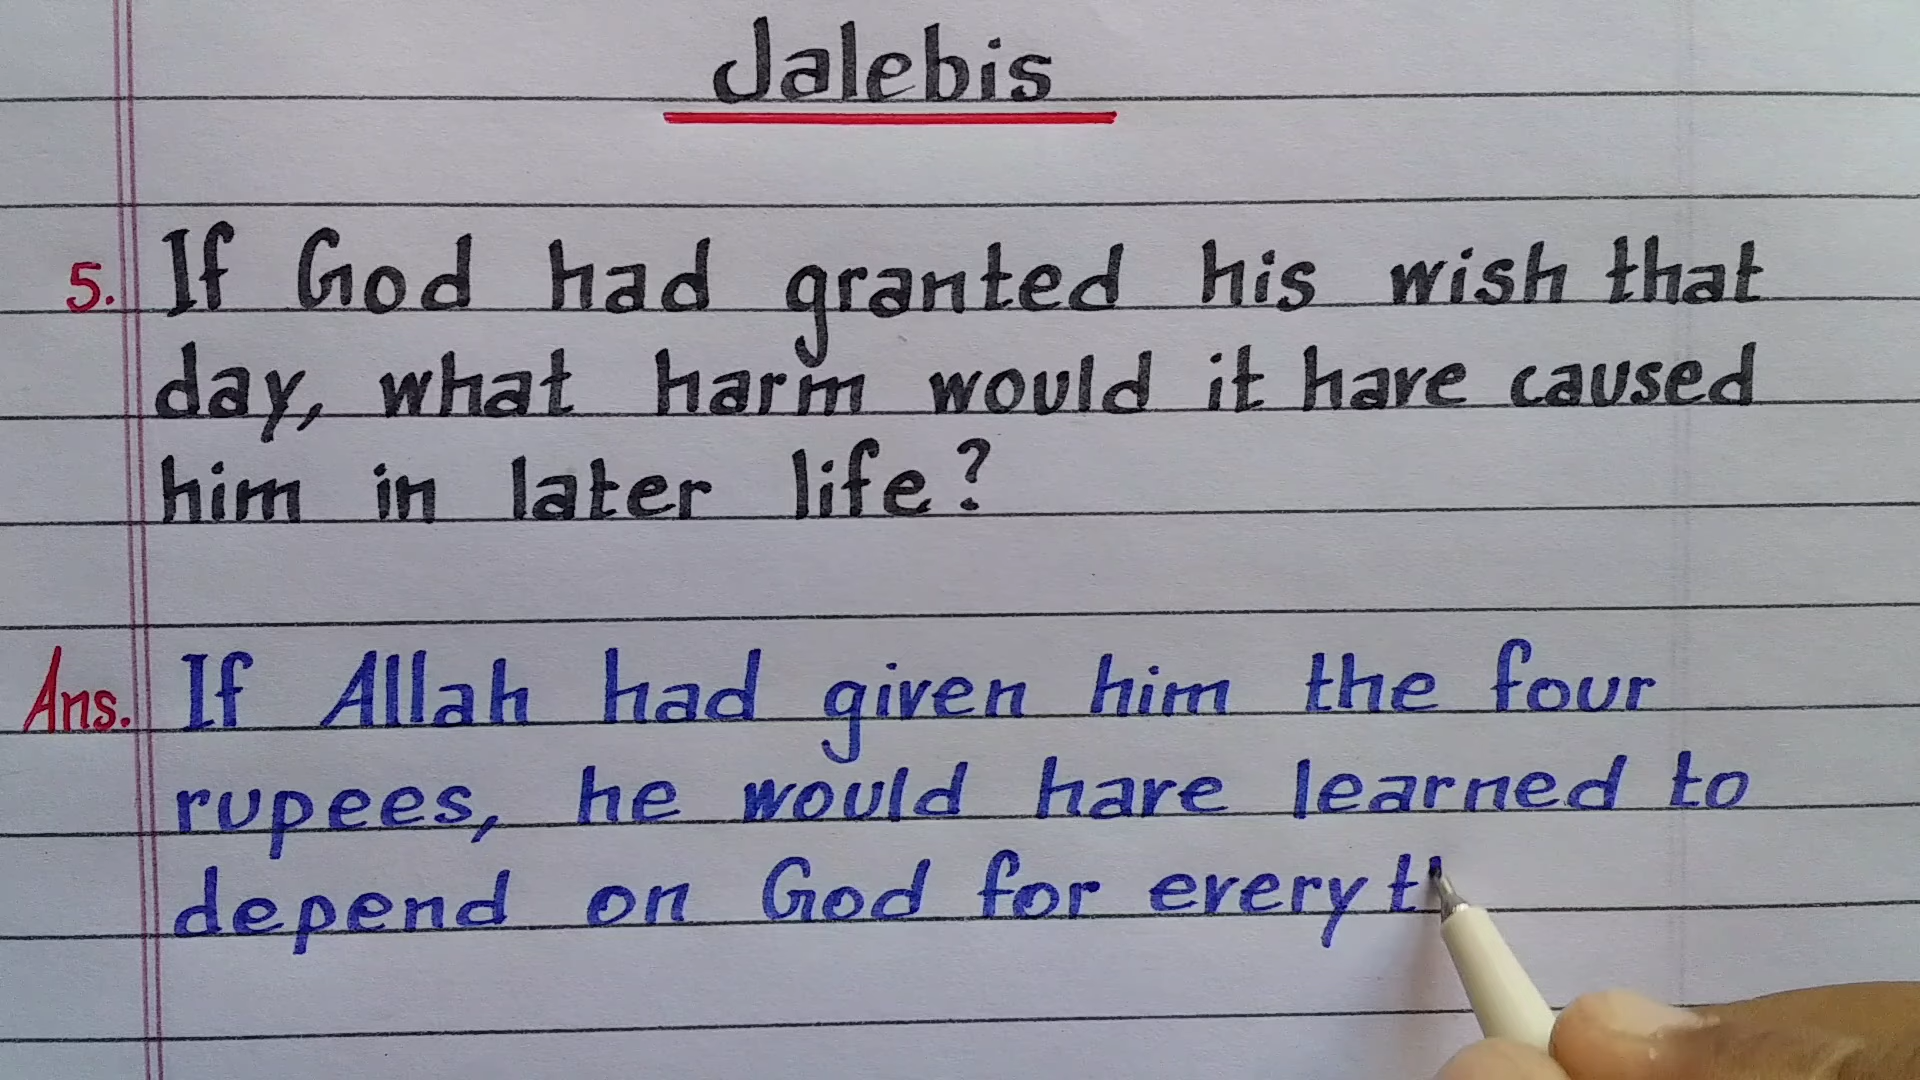 Jalebis
5. If God had granted his wish that
day, what harm would it have caused
him in later life?
Ans. If Allah had given him the four
rupees, he would have learned to
depend on God for every t